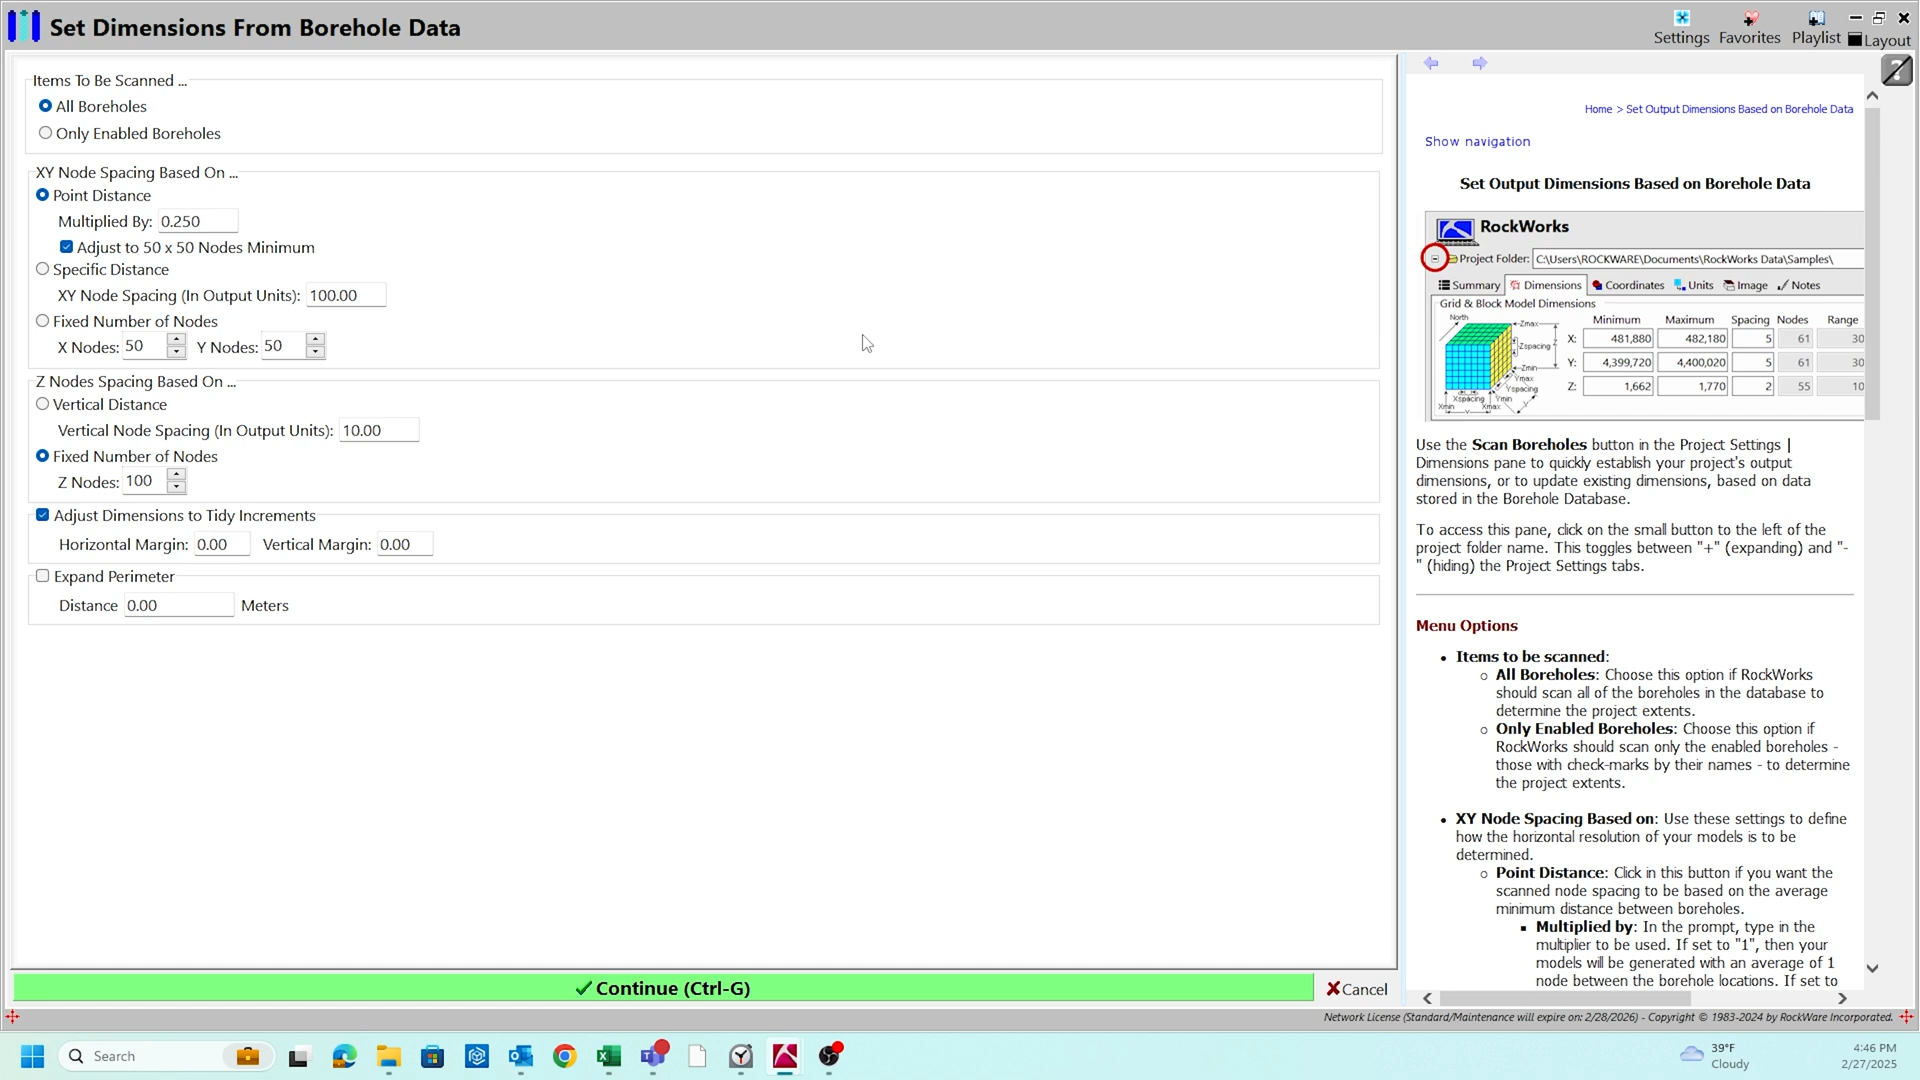 Set Dimensions From Borehole Data
Settings Favorites Playlist Layout
Items To Be Scanned ...
All Boreholes
Only Enabled Boreholes
XY Node Spacing Based On ...
Point Distance
Multiplied By: 0.250
Adjust to 50 x 50 Nodes Minimum
Specific Distance
XY Node Spacing (In Output Units): 100.00
Fixed Number of Nodes
X Nodes: 50 Y Nodes: 50
Z Nodes Spacing Based On ...
Vertical Distance
Vertical Node Spacing (In Output Units): 10.00
Fixed Number of Nodes
Z Nodes: 100
Adjust Dimensions to Tidy Increments
Horizontal Margin: 0.00 Vertical Margin: 0.00
Expand Perimeter
Distance 0.00 Meters
Continue (Ctrl-G)
Cancel
Home > Set Output Dimensions Based on Borehole Data
Show navigation
Set Output Dimensions Based on Borehole Data
RockWorks
Project Folder: C:\Users\ROCKWARE\Documents\RockWorks Data\Samples\
Summary Dimensions Coordinates Units Image Notes
Grid & Block Model Dimensions
North Zmax Zspacing Zmin Ymax Yspacing Ymin Xspacing Xmin Xmax
Minimum Maximum Spacing Nodes Range
X: 481,880 482,180 5 61 30
Y: 4,399,720 4,400,020 5 61 30
Z: 1,662 1,770 2 55 10
Use the Scan Boreholes button in the Project Settings |
Dimensions pane to quickly establish your project's output
dimensions, or to update existing dimensions, based on data
stored in the Borehole Database.
To access this pane, click on the small button to the left of the
project folder name. This toggles between "+" (expanding) and "-
" (hiding) the Project Settings tabs.
Menu Options
• Items to be scanned:
○ All Boreholes: Choose this option if RockWorks
should scan all of the boreholes in the database to
determine the project extents.
○ Only Enabled Boreholes: Choose this option if
RockWorks should scan only the enabled boreholes -
those with check-marks by their names - to determine
the project extents.
• XY Node Spacing Based on: Use these settings to define
how the horizontal resolution of your models is to be
determined.
○ Point Distance: Click in this button if you want the
scanned node spacing to be based on the average
minimum distance between boreholes.
▪ Multiplied by: In the prompt, type in the
multiplier to be used. If set to "1", then your
models will be generated with an average of 1
node between the borehole locations. If set to
Network License (Standard/Maintenance will expire on: 2/28/2026) - Copyright © 1983-2024 by RockWare Incorporated.
Search
39°F
Cloudy
4:46 PM
2/27/2025